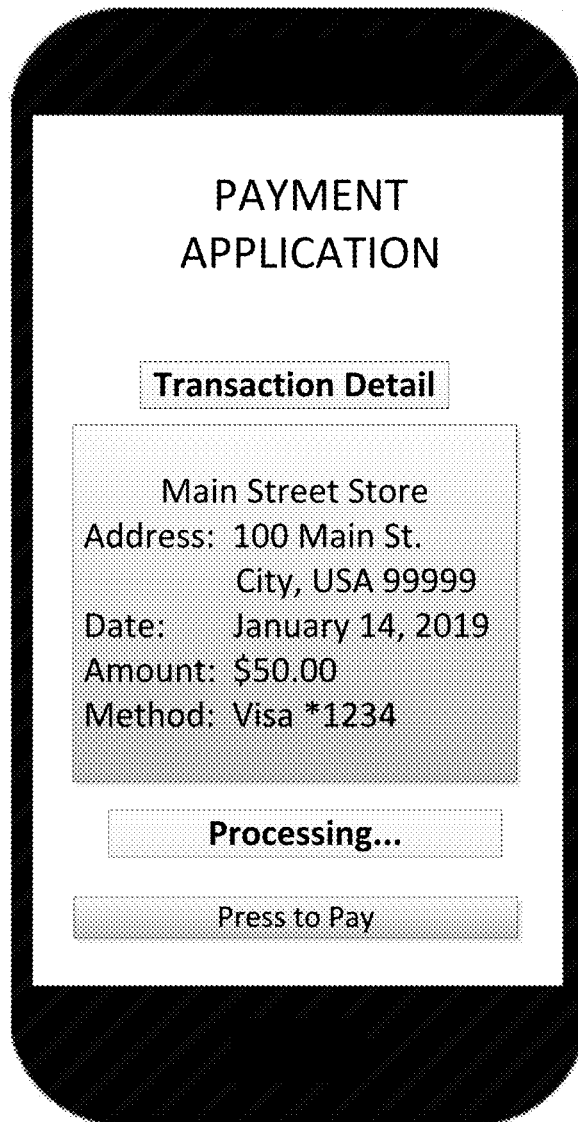 PAYMENT
APPLICATION
Transaction Detail
Main Street Store
Address: 100 Main St.
City, USA 99999
Date: January 14, 2019
Amount: $50.00
Method: Visa *1234
Processing...
Press to Pay